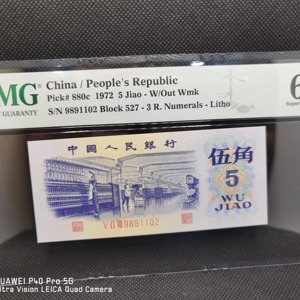 MG
GUARANTY
China / People's Republic
Pick# 880c 1972 5 Jiao - W/Out Wmk
S/N 9891102 Block 527 - 3 R. Numerals - Litho
6
Super
中國人民銀行
伍角
5
WU
JIAO
VⅡⅦ9891102
HUAWEI P40 Pro 5G
Ultra Vision LEICA Quad Camera